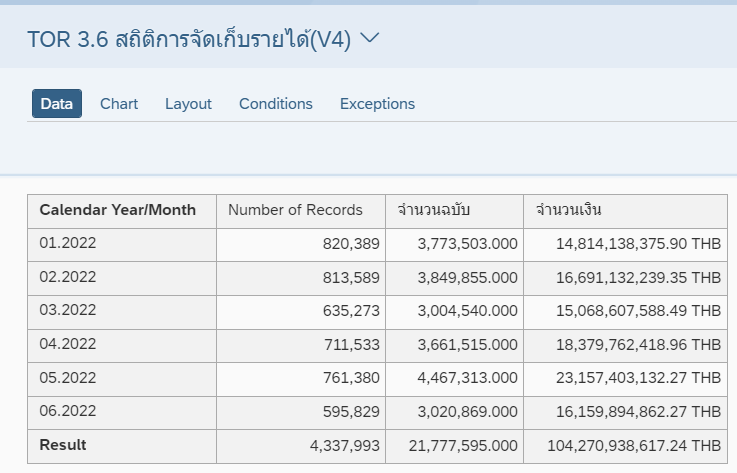 TOR 3.6 สถิติการจัดเก็บรายได้(V4)
Data Chart Layout Conditions Exceptions
Calendar Year/Month Number of Records จำนวนฉบับ จำนวนเงิน
01.2022 820,389 3,773,503.000 14,814,138,375.90 THB
02.2022 813,589 3,849,855.000 16,691,132,239.35 THB
03.2022 635,273 3,004,540.000 15,068,607,588.49 THB
04.2022 711,533 3,661,515.000 18,379,762,418.96 THB
05.2022 761,380 4,467,313.000 23,157,403,132.27 THB
06.2022 595,829 3,020,869.000 16,159,894,862.27 THB
Result 4,337,993 21,777,595.000 104,270,938,617.24 THB